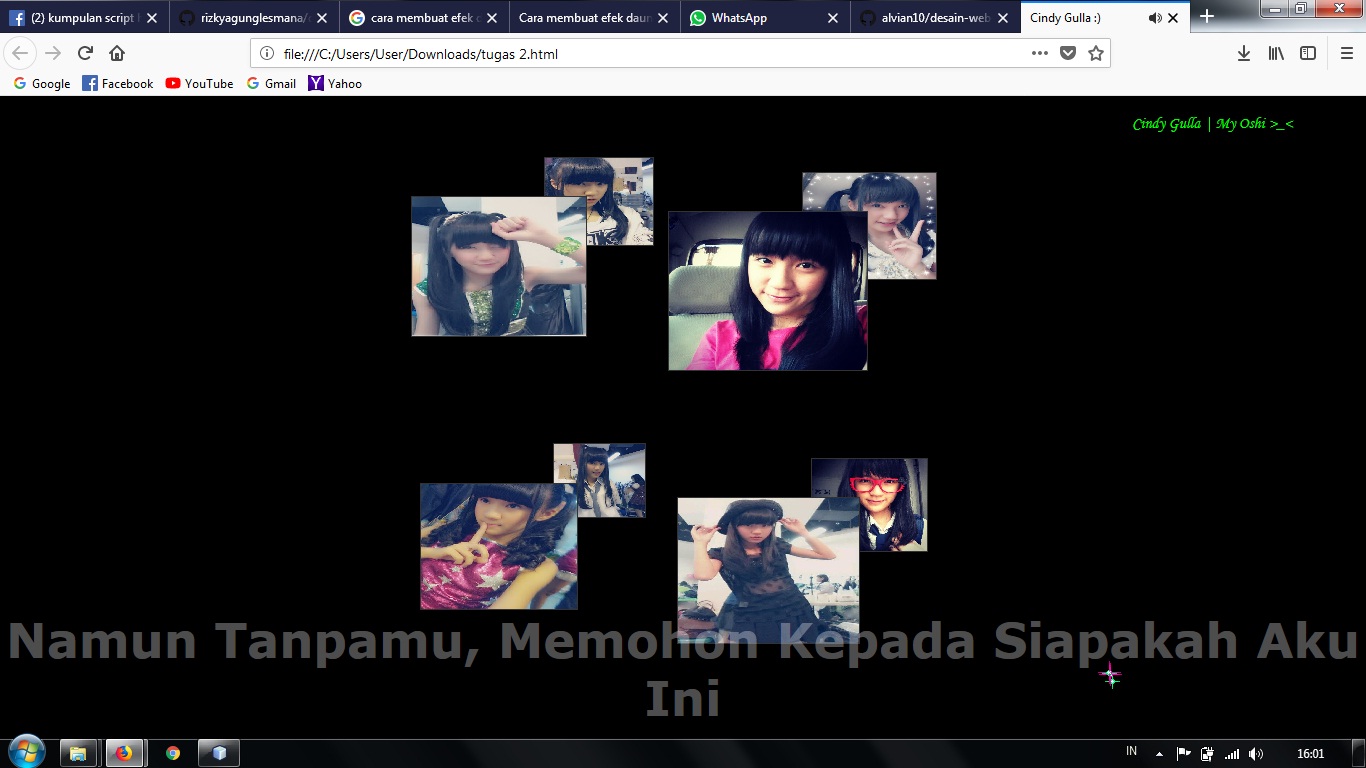 (2) kumpulan script h
rizkyagunglesmana/
cara membuat efek d
Cara membuat efek daun
WhatsApp
alvian10/desain-web
Cindy Gulla :)
file:///C:/Users/User/Downloads/tugas 2.html
Google
Facebook
YouTube
Gmail
Yahoo
Cindy Gulla | My Oshi >_<
Namun Tanpamu, Memohon Kepada Siapakah Aku
Ini
IN
16:01